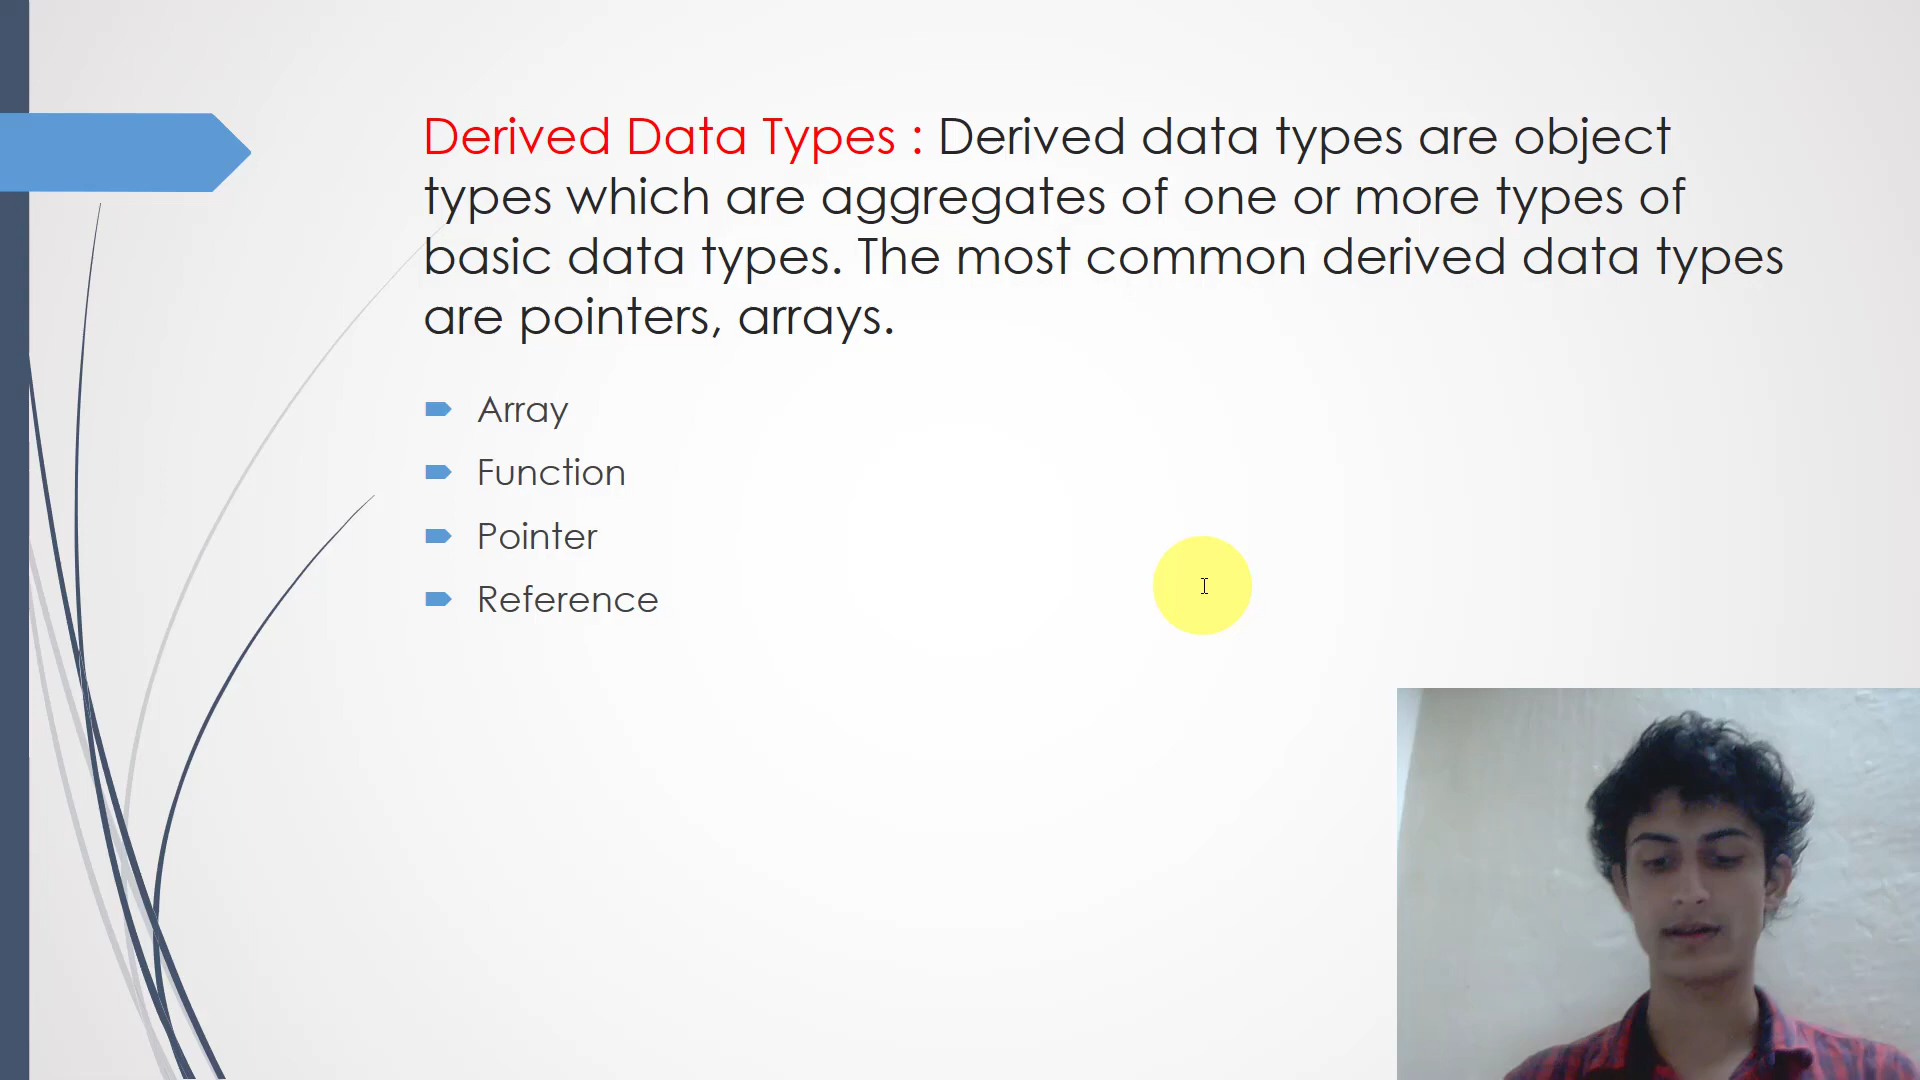 Derived Data Types : Derived data types are object
types which are aggregates of one or more types of
basic data types. The most common derived data types
are pointers, arrays.
Array
Function
Pointer
Reference